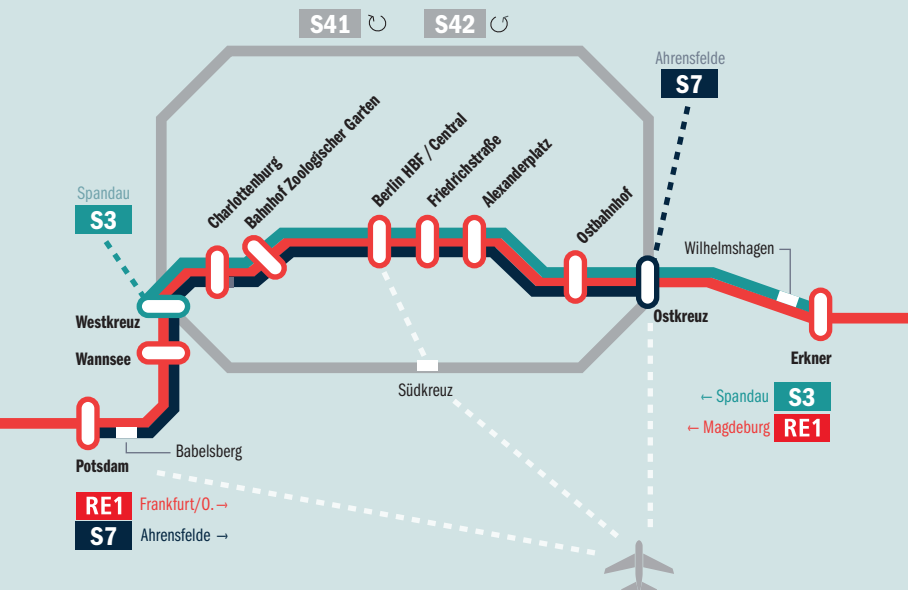 S41 ↻ S42 ↺
Ahrensfelde
S7
Charlottenburg
Bahnhof Zoologischer Garten
Berlin HBF / Central
Friedrichstraße
Alexanderplatz
Ostbahnhof
Spandau
S3
Wilhelmshagen
Westkreuz
Ostkreuz
Wannsee
Erkner
Südkreuz
← Spandau S3
← Magdeburg RE1
Babelsberg
Potsdam
RE1 Frankfurt/O. →
S7 Ahrensfelde →